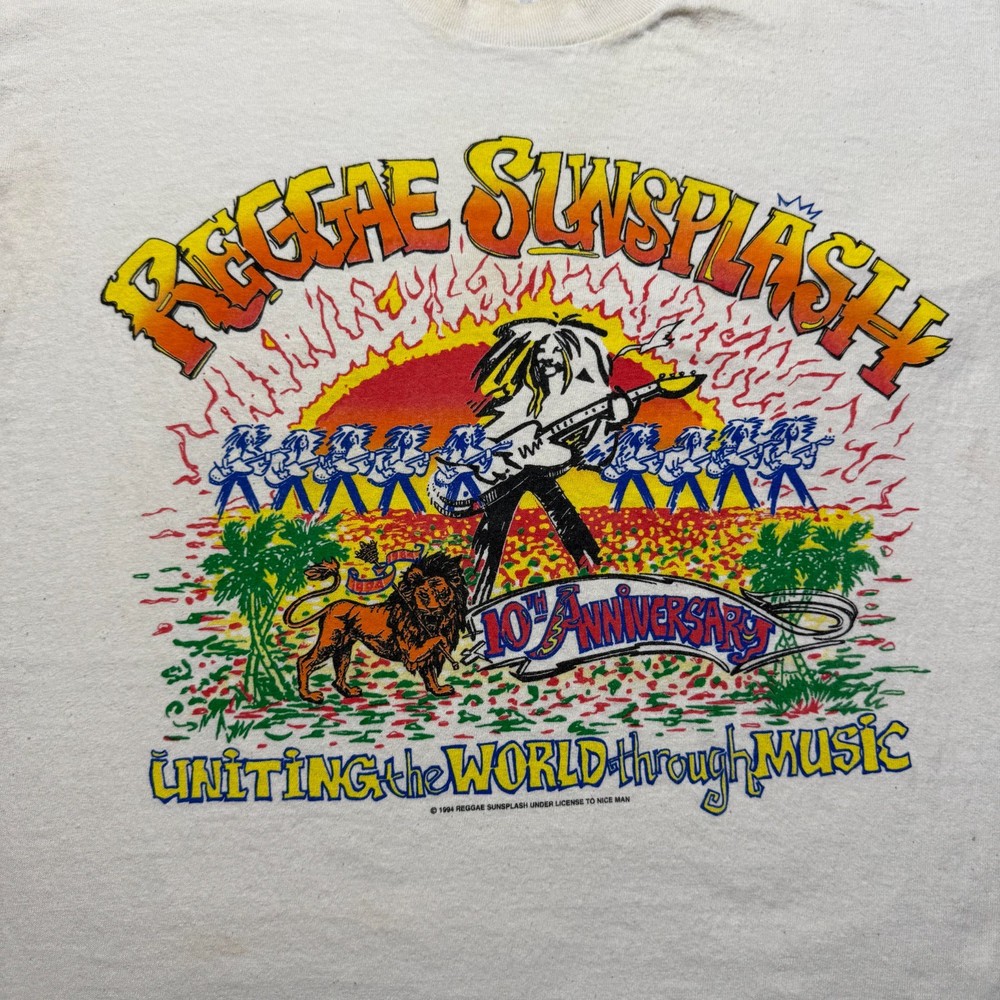 REGGAE SUNSPLASH
10TH ANNIVERSARY
UNITING the WORLD through MUSIC
© 1994 REGGAE SUNSPLASH UNDER LICENSE TO NICE MAN